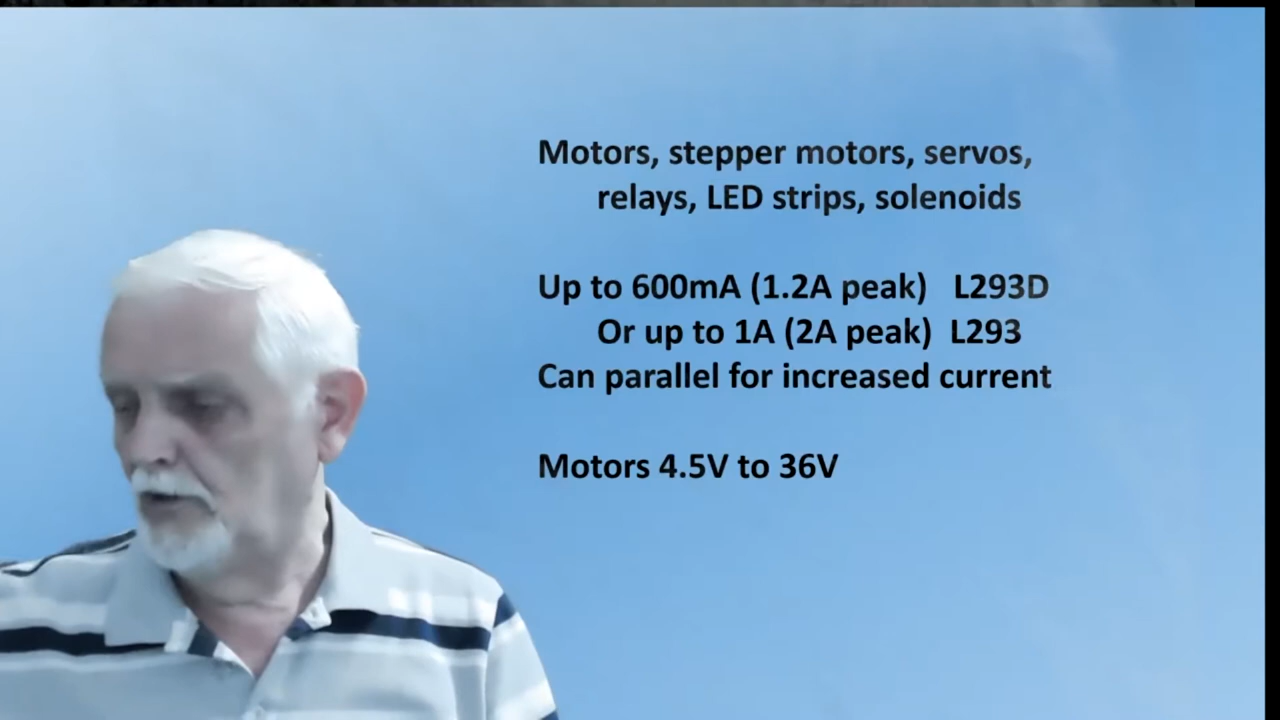 Motors, stepper motors, servos,
relays, LED strips, solenoids
Up to 600mA (1.2A peak) L293D
Or up to 1A (2A peak) L293
Can parallel for increased current
Motors 4.5V to 36V